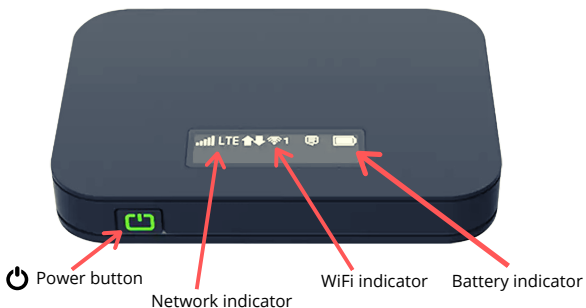 LTE 1
Power button
Network indicator
WiFi indicator
Battery indicator